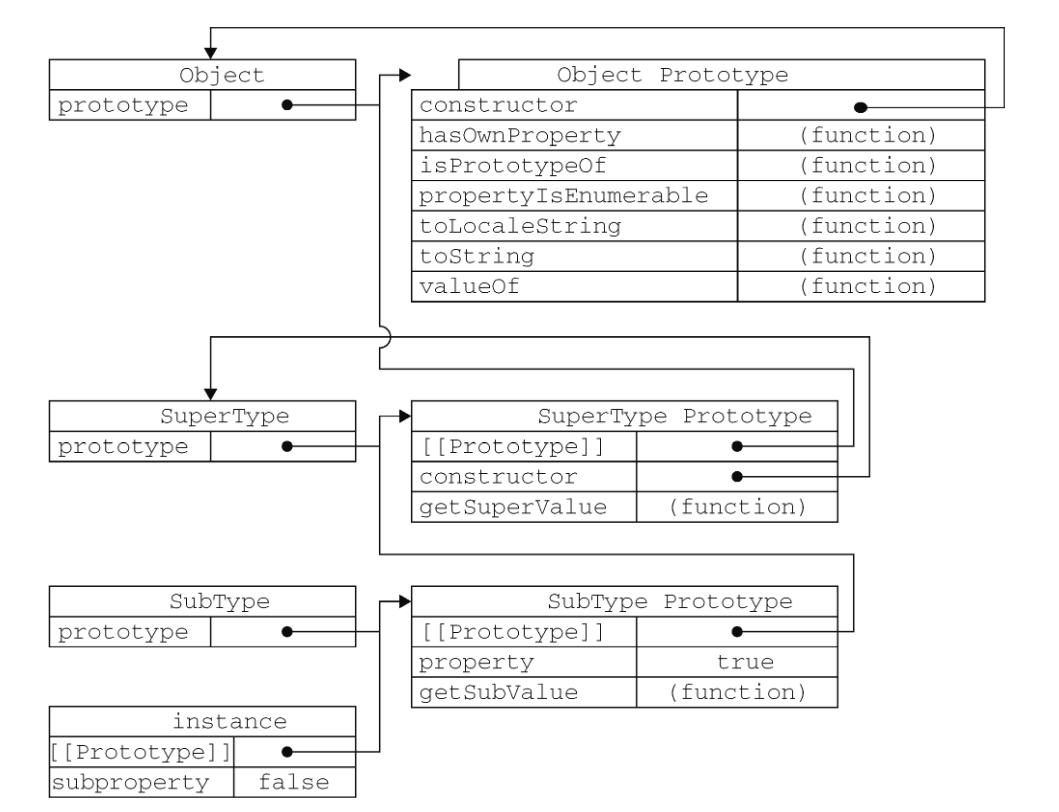 Object
prototype
Object Prototype
constructor
hasOwnProperty (function)
isPrototypeOf (function)
propertyIsEnumerable (function)
toLocaleString (function)
toString (function)
valueOf (function)
SuperType
prototype
SuperType Prototype
[[Prototype]]
constructor
getSuperValue (function)
SubType
prototype
SubType Prototype
[[Prototype]]
property true
getSubValue (function)
instance
[[Prototype]]
subproperty false